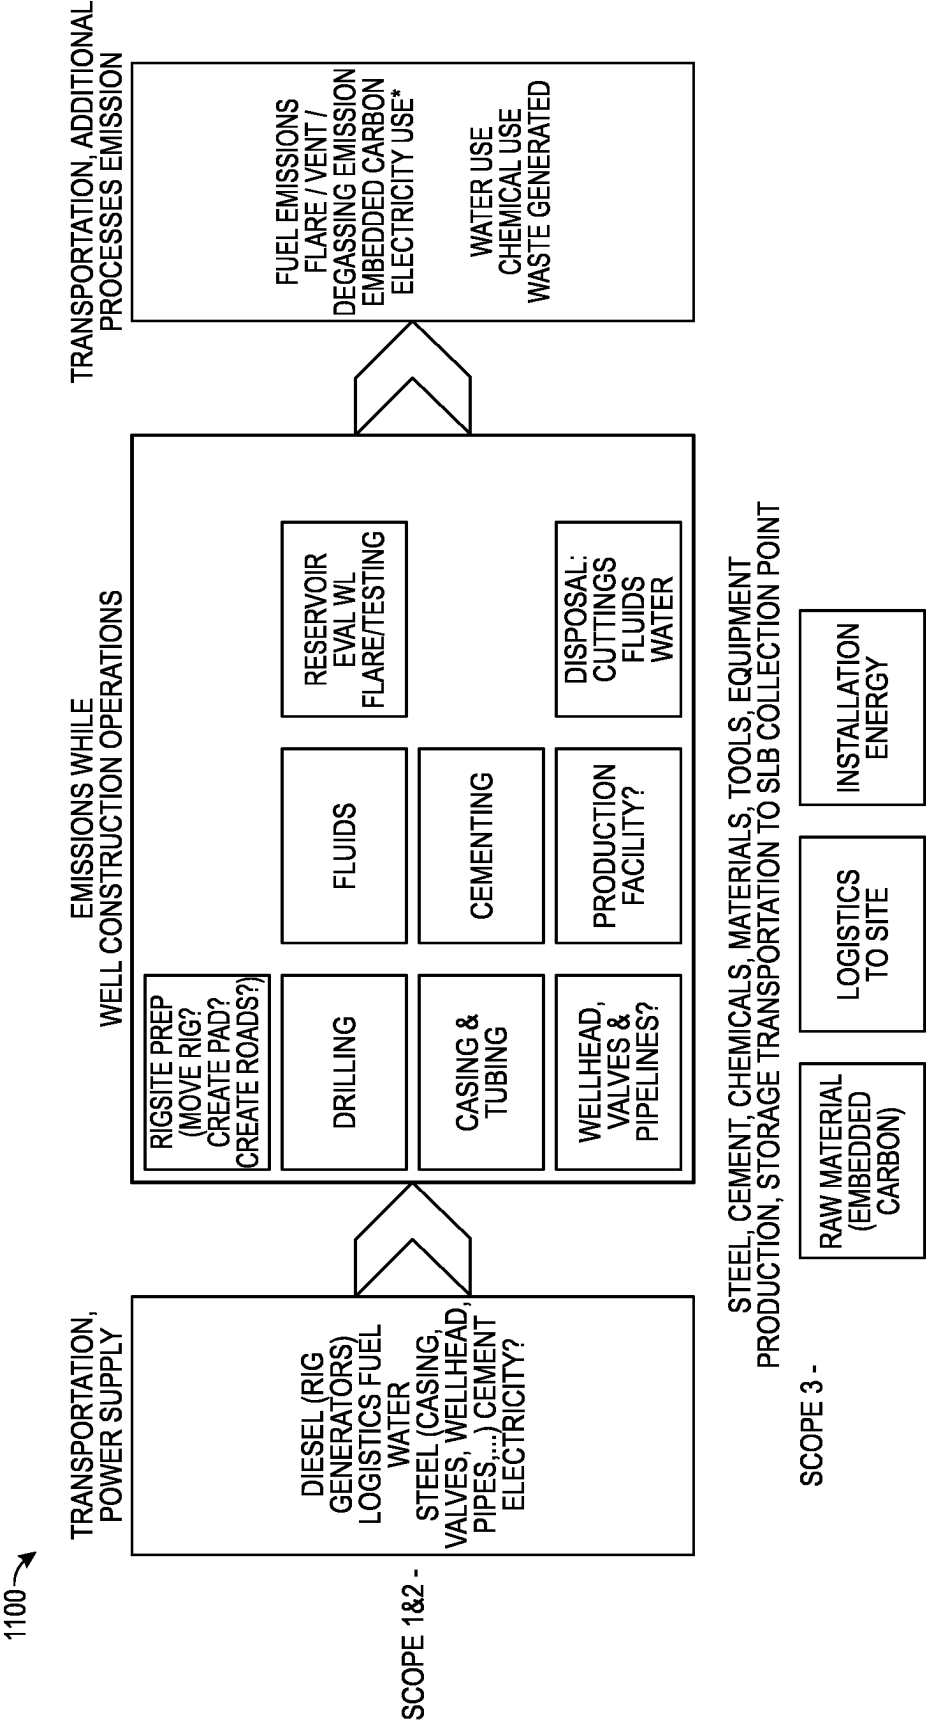 1100
TRANSPORTATION,
POWER SUPPLY
EMISSIONS WHILE
WELL CONSTRUCTION OPERATIONS
TRANSPORTATION, ADDITIONAL
PROCESSES EMISSION
SCOPE 1&2 -
DIESEL (RIG
GENERATORS)
LOGISTICS FUEL
WATER
STEEL (CASING,
VALVES, WELLHEAD,
PIPES,...) CEMENT
ELECTRICITY?
RIGSITE PREP
(MOVE RIG?
CREATE PAD?
CREATE ROADS?)
DRILLING
FLUIDS
RESERVOIR
EVAL WL
FLARE/TESTING
CASING &
TUBING
CEMENTING
WELLHEAD,
VALVES &
PIPELINES?
PRODUCTION
FACILITY?
DISPOSAL:
CUTTINGS
FLUIDS
WATER
FUEL EMISSIONS
FLARE / VENT /
DEGASSING EMISSION
EMBEDDED CARBON
ELECTRICITY USE*
WATER USE
CHEMICAL USE
WASTE GENERATED
STEEL, CEMENT, CHEMICALS, MATERIALS, TOOLS, EQUIPMENT
PRODUCTION, STORAGE TRANSPORTATION TO SLB COLLECTION POINT
SCOPE 3 -
RAW MATERIAL
(EMBEDDED
CARBON)
LOGISTICS
TO SITE
INSTALLATION
ENERGY